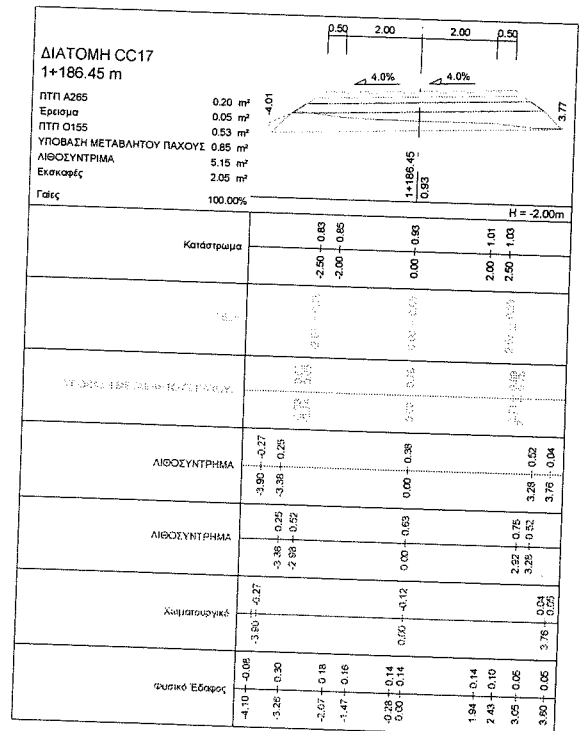 0.50 2.00 2.00 0.50
ΔΙΑΤΟΜΗ CC17
1+186.45 m
4.0% 4.0%
ΠΤΠ Α265 0.20 m²
Έρεισμα 0.05 m²
ΠΤΠ Ο155 0.53 m²
ΥΠΟΒΑΣΗ ΜΕΤΑΒΛΗΤΟΥ ΠΑΧΟΥΣ 0.85 m²
ΛΙΘΟΣΥΝΤΡΙΜΑ 5.15 m²
Εκσκαφές 2.05 m²
Γαίες 100.00%
-4.01 3.77
1+186.45
0.93
H = -2.00m
Κατάστρωμα
0.83 0.85 0.93 1.01 1.03
-2.50 -2.00 0.00 2.00 2.50
ΛΙΘΟΣΥΝΤΡΗΜΑ
-0.27 0.25 0.38 0.52 0.04
-3.90 -3.38 0.00 3.28 3.76
ΛΙΘΟΣΥΝΤΡΗΜΑ
0.25 0.52 0.63 0.75 0.52
-3.38 -2.98 0.00 2.92 3.28
Χωματουργικά
-0.27 -0.12 0.04 0.05
-3.90 0.00 3.76
Φυσικό Έδαφος
-0.08 0.30 0.18 0.16 0.14 0.14 0.14 0.10 0.05 0.05
-4.10 -3.26 -2.07 -1.47 -0.28 0.00 1.94 2.43 3.05 3.80